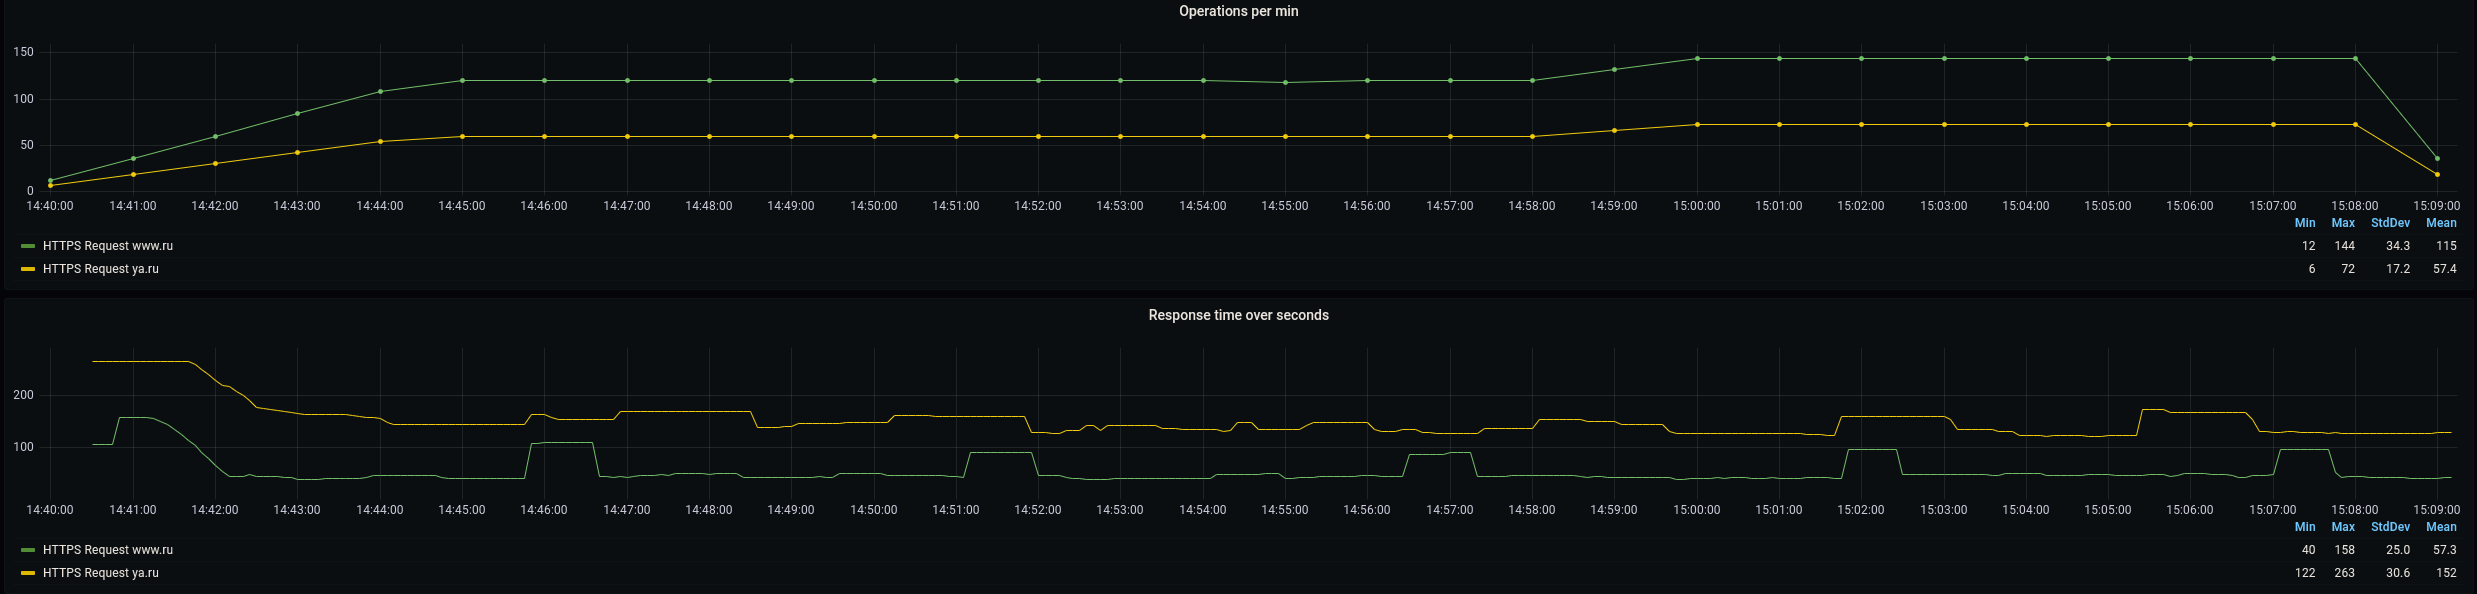 Operations per min
150
100
50
0
14:40:00 14:41:00 14:42:00 14:43:00 14:44:00 14:45:00 14:46:00 14:47:00 14:48:00 14:49:00 14:50:00 14:51:00 14:52:00 14:53:00 14:54:00 14:55:00 14:56:00 14:57:00 14:58:00 14:59:00 15:00:00 15:01:00 15:02:00 15:03:00 15:04:00 15:05:00 15:06:00 15:07:00 15:08:00 15:09:00
Min Max StdDev Mean
HTTPS Request www.ru 12 144 34.3 115
HTTPS Request ya.ru 6 72 17.2 57.4
Response time over seconds
200
100
14:40:00 14:41:00 14:42:00 14:43:00 14:44:00 14:45:00 14:46:00 14:47:00 14:48:00 14:49:00 14:50:00 14:51:00 14:52:00 14:53:00 14:54:00 14:55:00 14:56:00 14:57:00 14:58:00 14:59:00 15:00:00 15:01:00 15:02:00 15:03:00 15:04:00 15:05:00 15:06:00 15:07:00 15:08:00 15:09:00
Min Max StdDev Mean
HTTPS Request www.ru 40 158 25.0 57.3
HTTPS Request ya.ru 122 263 30.6 152